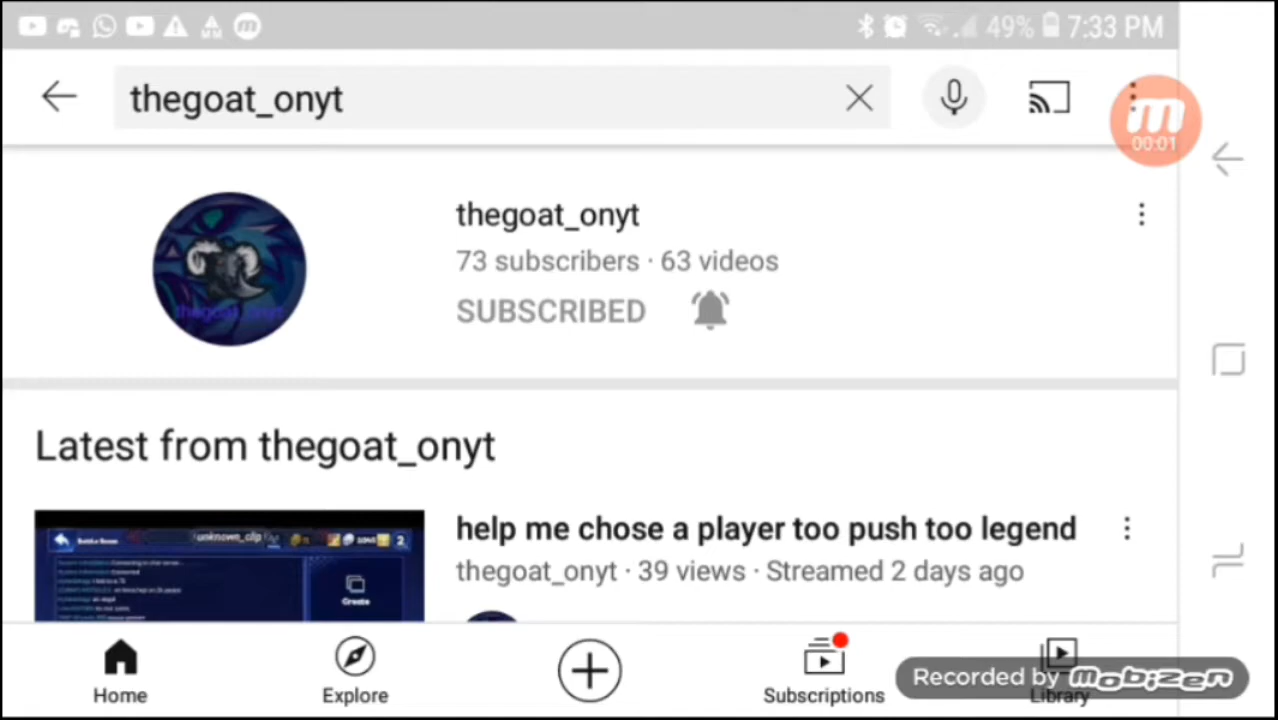 49% 7:33 PM
thegoat_onyt
00:01
thegoat_onyt
73 subscribers · 63 videos
SUBSCRIBED
thegoat_onyt
Latest from thegoat_onyt
unknown_clip
Create
help me chose a player too push too legend
thegoat_onyt · 39 views · Streamed 2 days ago
Home
Explore
Subscriptions
Library
Recorded by mobizen